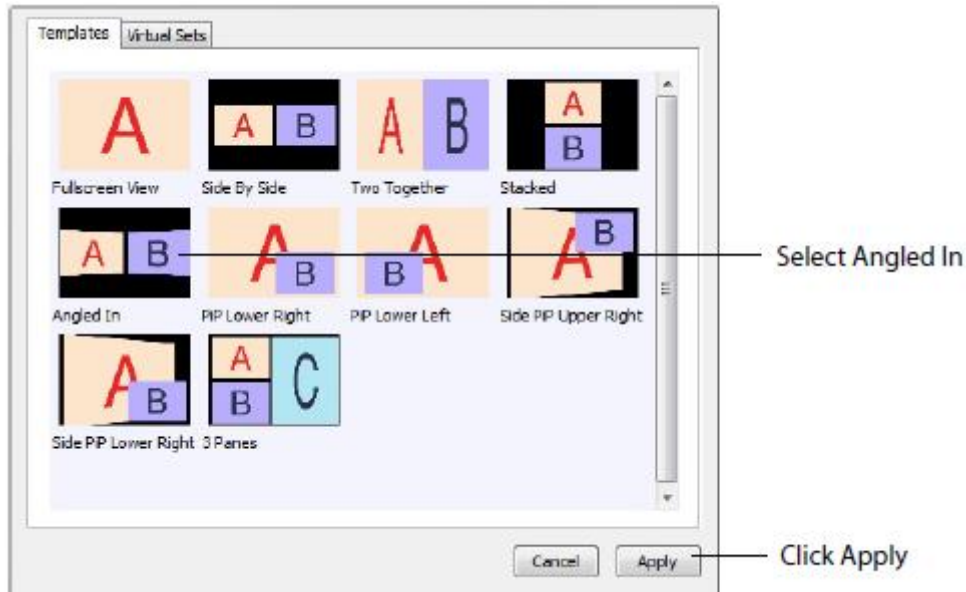 Templates Virtual Sets
A A B A B A B
Fullscreen View Side By Side Two Together Stacked
A B A B B A B A
Select Angled In
Angled In PiP Lower Right PiP Lower Left Side PiP Upper Right
A B A B C
Side PiP Lower Right 3 Panes
Cancel Apply Click Apply